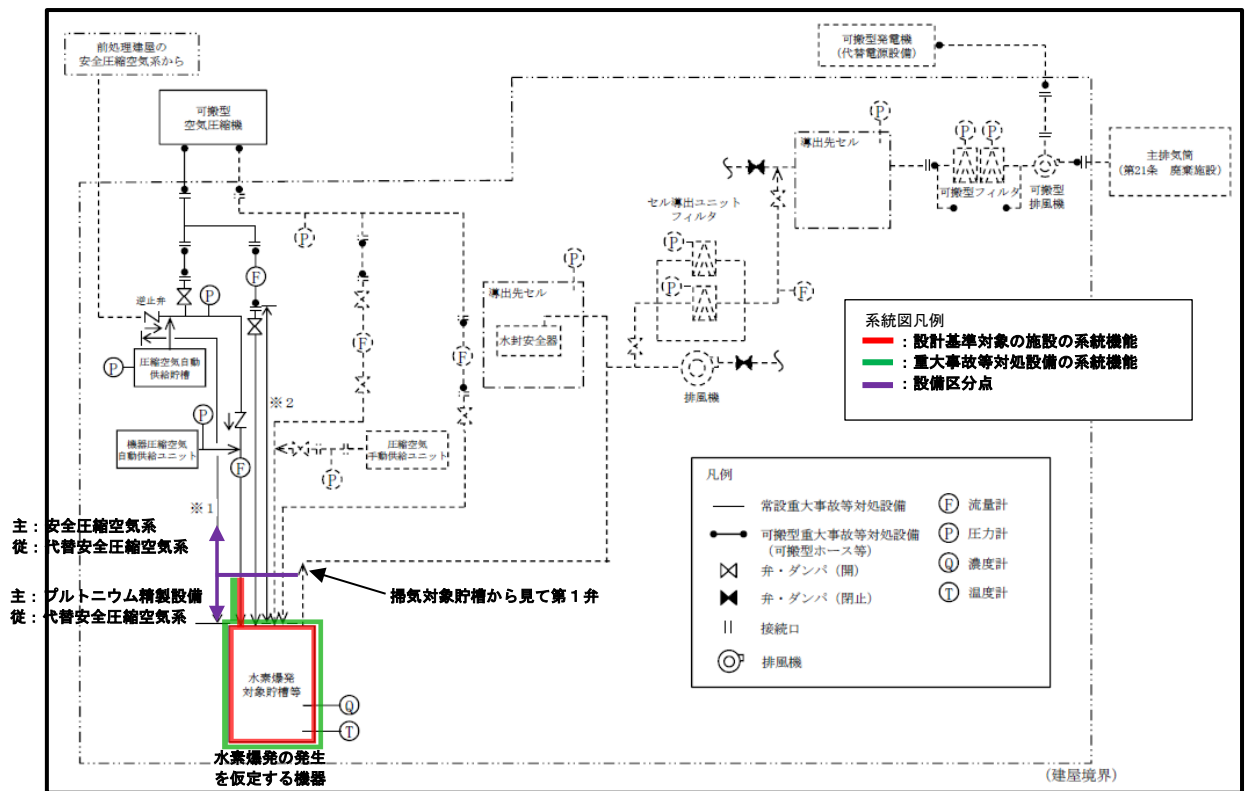 前処理建屋の
安全圧縮空気系から
可搬型
空気圧縮機
可搬型発電機
(代替電源設備)
主排気筒
(第21条 廃棄施設)
導出先セル
P
P
P
可搬型フィルタ
可搬型
排風機
セル導出ユニット
フィルタ
P
P
F
導出先セル
P
水封安全器
排風機
P
F
逆止弁
P
F
F
圧縮空気自動
供給貯槽
P
※2
P
機器圧縮空気
自動供給ユニット
F
圧縮空気
手動供給ユニット
P
※1
系統図凡例
:設計基準対象の施設の系統機能
:重大事故等対処設備の系統機能
:設備区分点
凡例
常設重大事故等対処設備
可搬型重大事故等対処設備
(可搬型ホース等)
弁・ダンパ(開)
弁・ダンパ(閉止)
接続口
排風機
F 流量計
P 圧力計
Q 濃度計
T 温度計
主:安全圧縮空気系
従:代替安全圧縮空気系
主:プルトニウム精製設備
従:代替安全圧縮空気系
掃気対象貯槽から見て第1弁
水素爆発
対象貯槽等
Q
T
水素爆発の発生
を仮定する機器
(建屋境界)